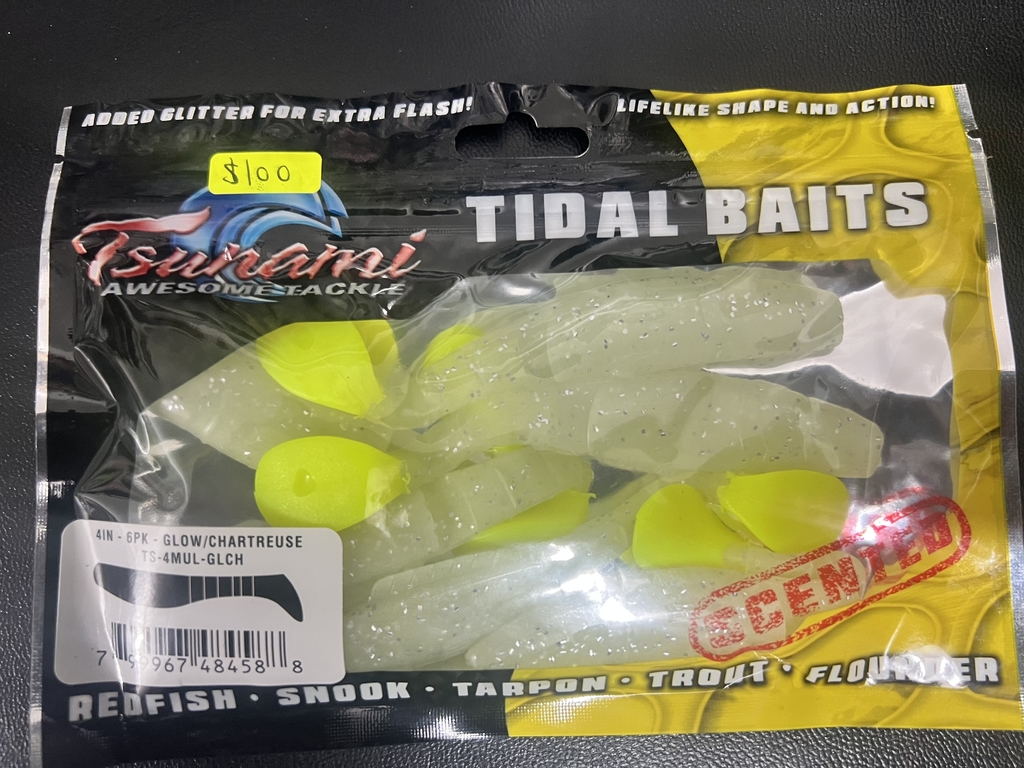 ADDED GLITTER FOR EXTRA FLASH!
LIFELIKE SHAPE AND ACTION!
$100
Tsunami
AWESOME TACKLE
TIDAL BAITS
SCENTED
4IN - 6PK - GLOW/CHARTREUSE
TS-4MUL-GLCH
7 99967 48458 8
REDFISH · SNOOK · TARPON · TROUT · FLOUNDER